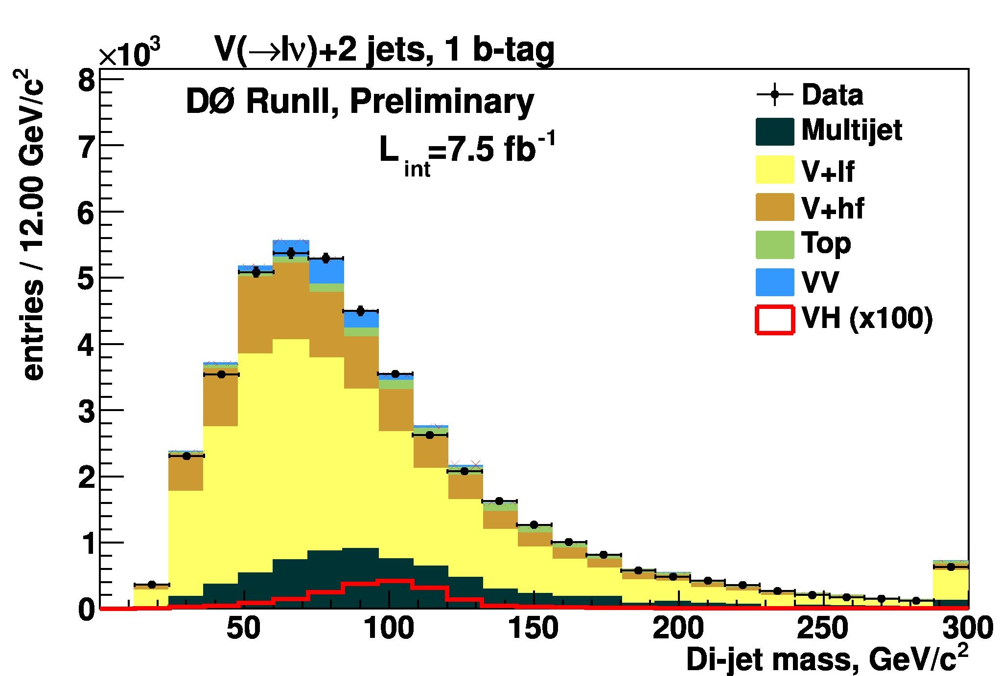 ×10³ V(→lν)+2 jets, 1 b-tag
entries / 12.00 GeV/c²
DØ RunII, Preliminary
L int=7.5 fb⁻¹
Data
Multijet
V+lf
V+hf
Top
VV
VH (x100)
8
7
6
5
4
3
2
1
0
50 100 150 200 250 300
Di-jet mass, GeV/c²